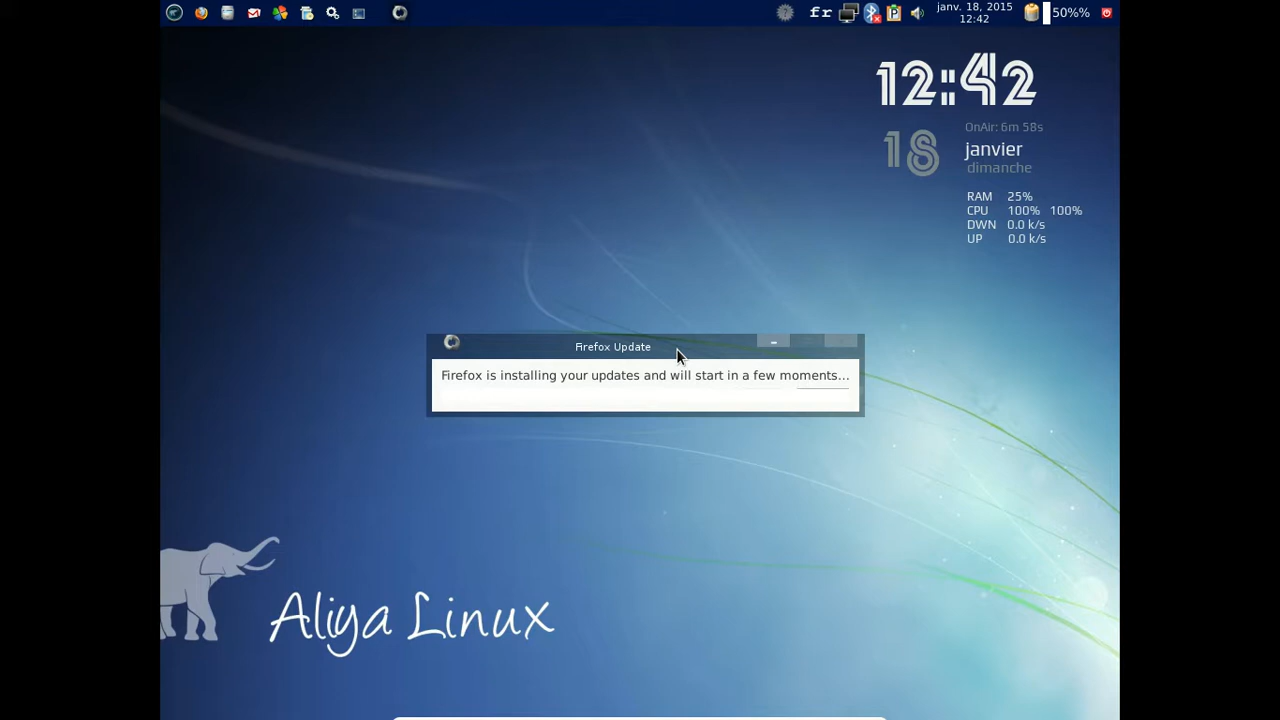 fr
janv. 18, 2015
12:42
50%%
12:42
OnAir: 6m 58s
18
janvier
dimanche
RAM 25%
CPU 100% 100%
DWN 0.0 k/s
UP 0.0 k/s
Firefox Update
Firefox is installing your updates and will start in a few moments...
Aliya Linux